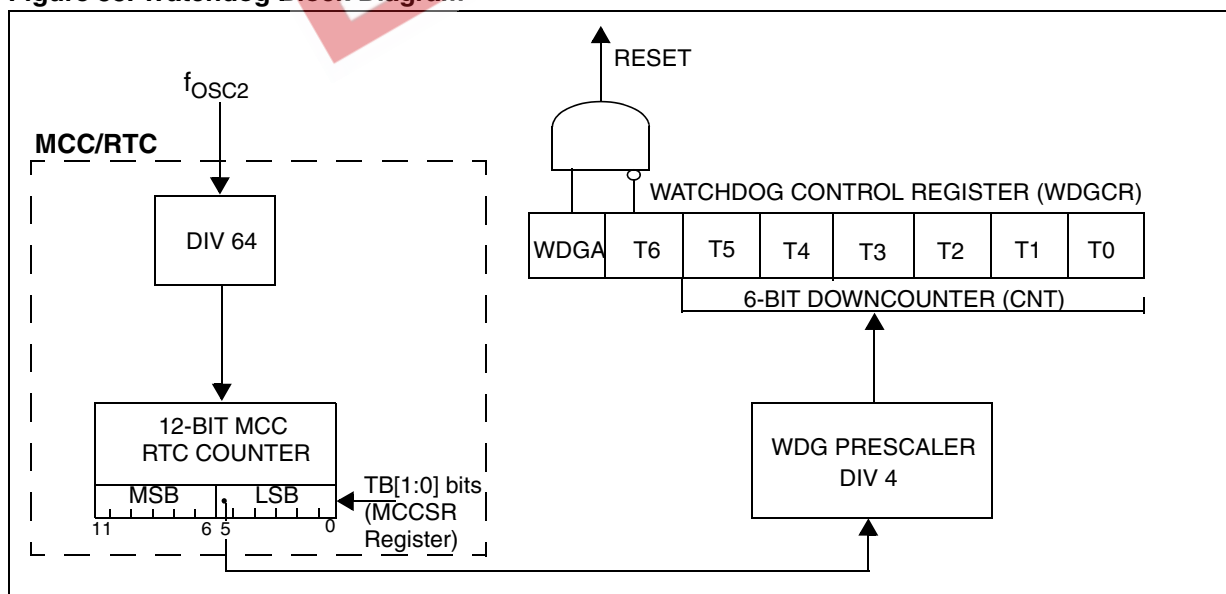 fOSC2
MCC/RTC
DIV 64
12-BIT MCC
RTC COUNTER
MSB LSB
11 6 5 0
TB[1:0] bits
(MCCSR
Register)
RESET
WATCHDOG CONTROL REGISTER (WDGCR)
WDGA T6 T5 T4 T3 T2 T1 T0
6-BIT DOWNCOUNTER (CNT)
WDG PRESCALER
DIV 4